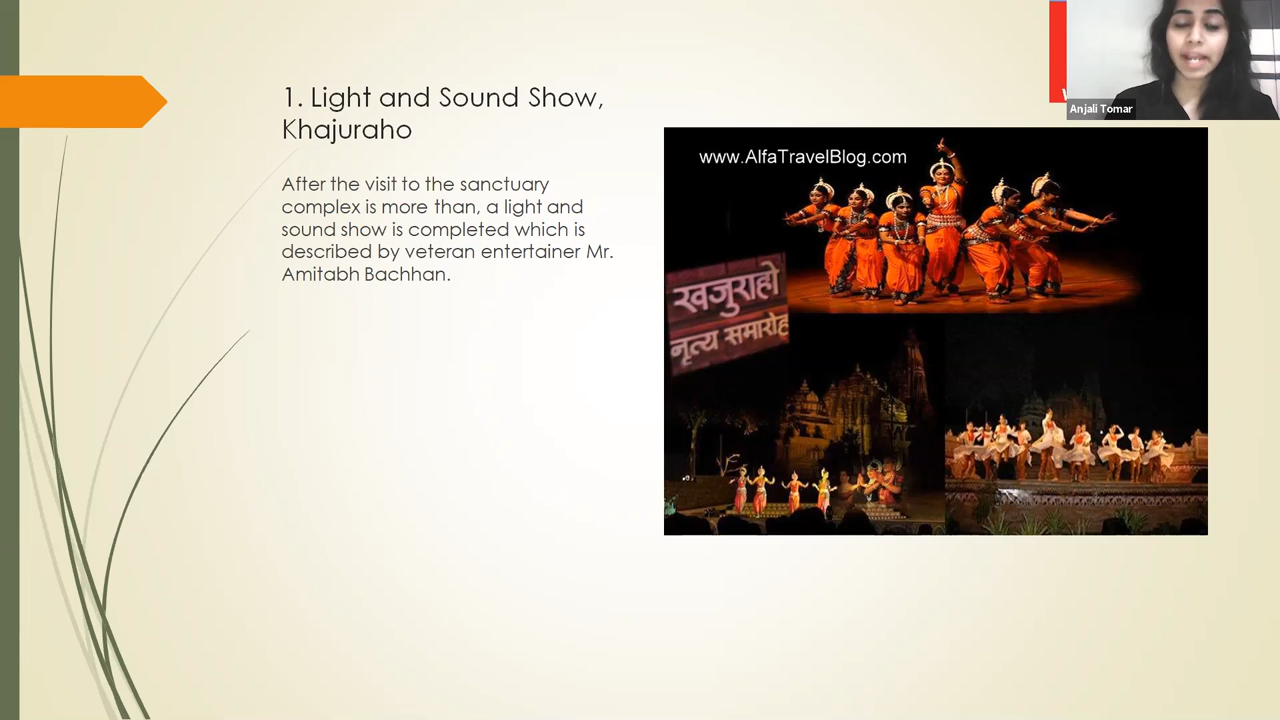 1. Light and Sound Show,
Khajuraho
After the visit to the sanctuary
complex is more than, a light and
sound show is completed which is
described by veteran entertainer Mr.
Amitabh Bachhan.
www.AlfaTravelBlog.com
खजुराहो
नृत्य समारोह
Anjali Tomar